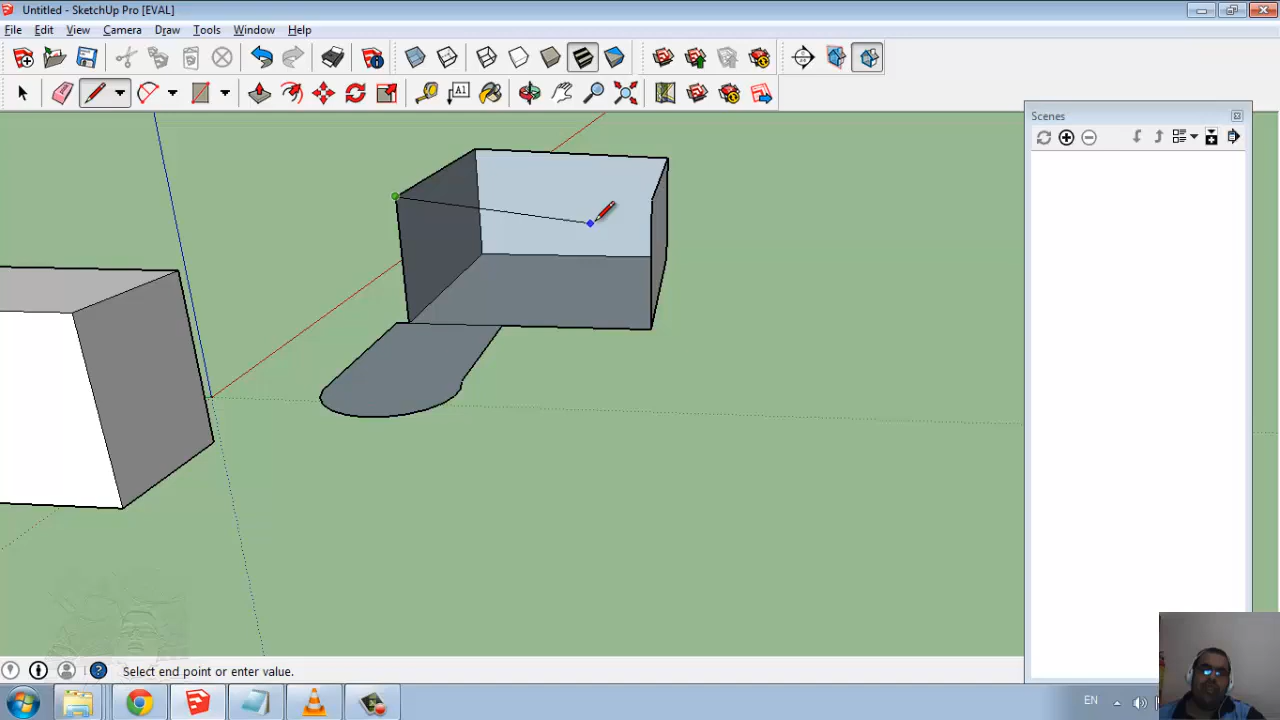 Untitled - SketchUp Pro [EVAL]
File Edit View Camera Draw Tools Window Help
A1
Scenes
Select end point or enter value.
EN